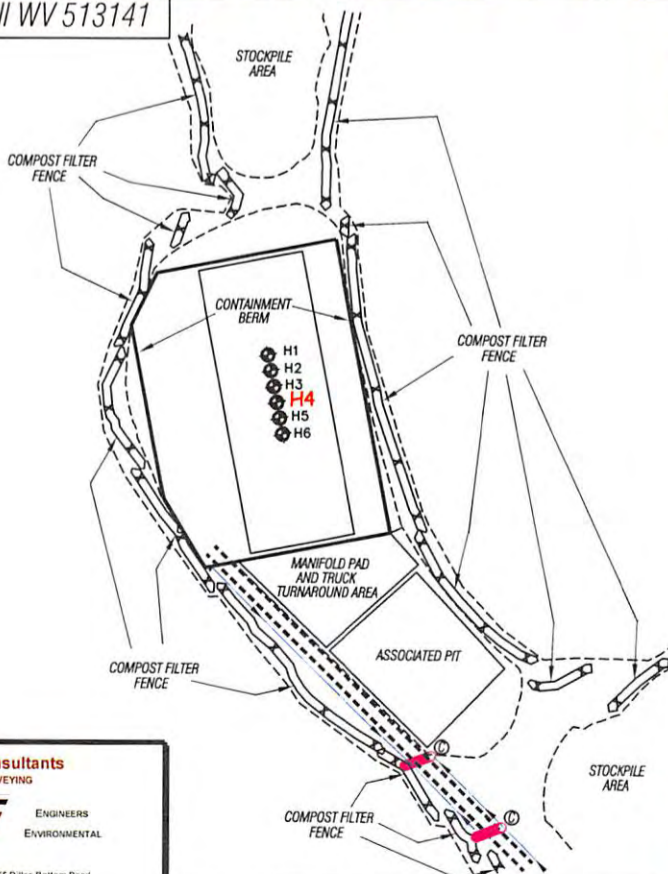 ll WV 513141
STOCKPILE
AREA
COMPOST FILTER
FENCE
CONTAINMENT
BERM
H1
H2
H3
H4
H5
H6
COMPOST FILTER
FENCE
MANIFOLD PAD
AND TRUCK
TURNAROUND AREA
ASSOCIATED PIT
COMPOST FILTER
FENCE
C
STOCKPILE
AREA
C
COMPOST FILTER
FENCE
sultants
VEYING
ENGINEERS
ENVIRONMENTAL